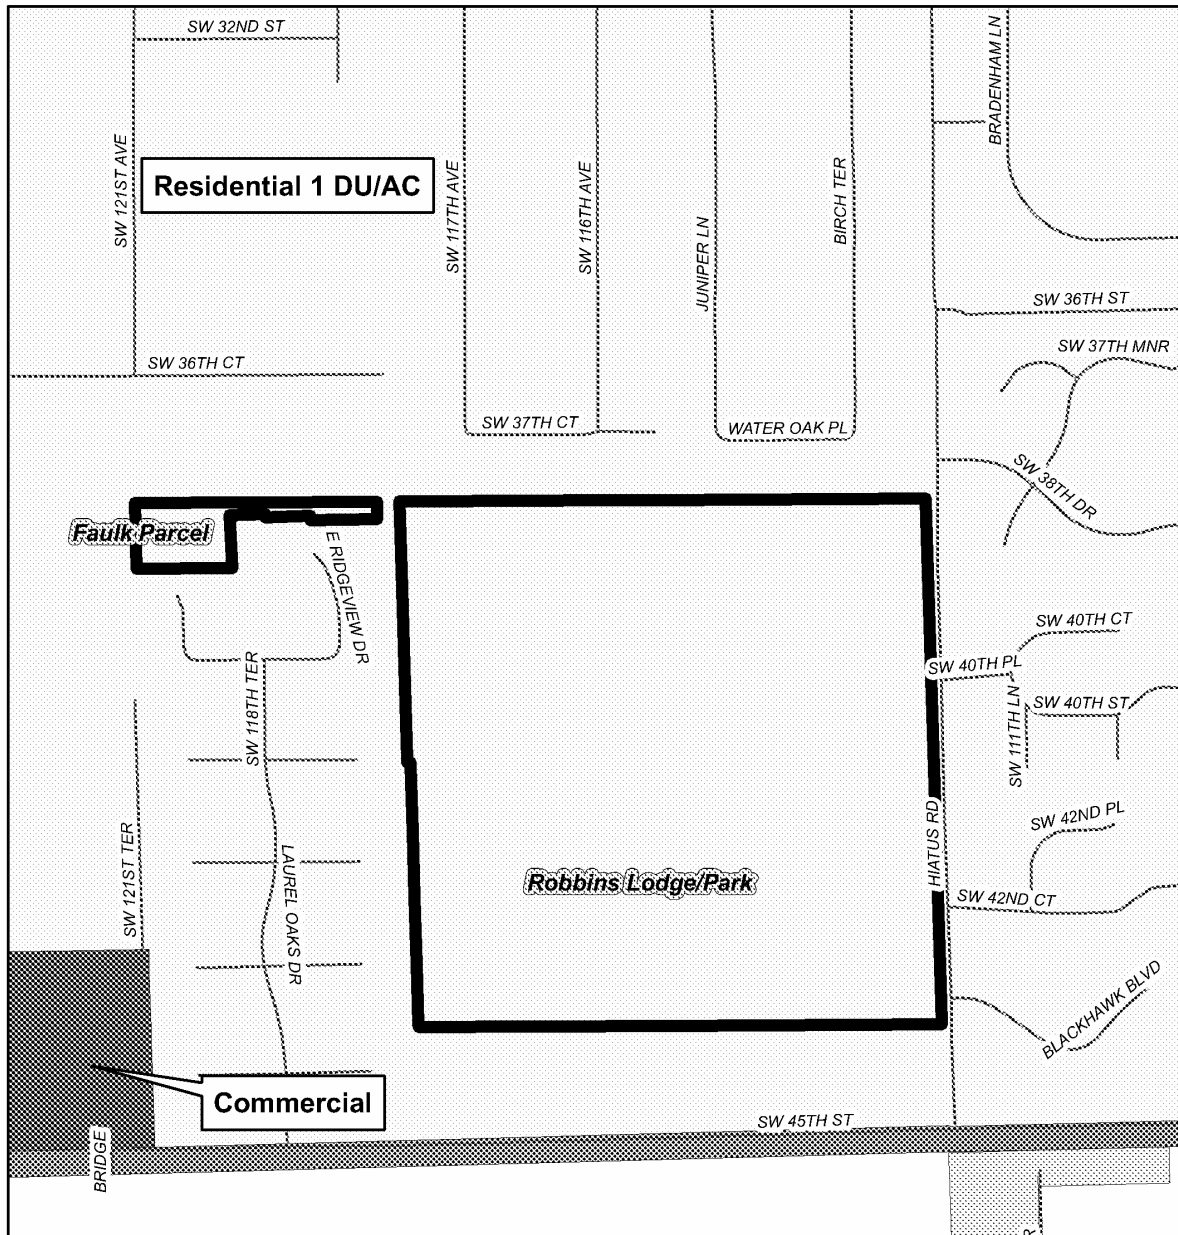 SW 32ND ST
BRADENHAM LN
SW 121ST AVE
Residential 1 DU/AC
SW 117TH AVE
SW 116TH AVE
JUNIPER LN
BIRCH TER
SW 36TH ST
SW 37TH MNR
SW 36TH CT
SW 37TH CT
WATER OAK PL
SW 38TH DR
Faulk Parcel
E RIDGEVIEW DR
SW 40TH CT
SW 40TH PL
SW 118TH TER
SW 111TH LN
SW 40TH ST
SW 42ND PL
HIATUS RD
SW 121ST TER
LAUREL OAKS DR
Robbins Lodge/Park
SW 42ND CT
BLACKHAWK BLVD
Commercial
SW 45TH ST
BRIDGE